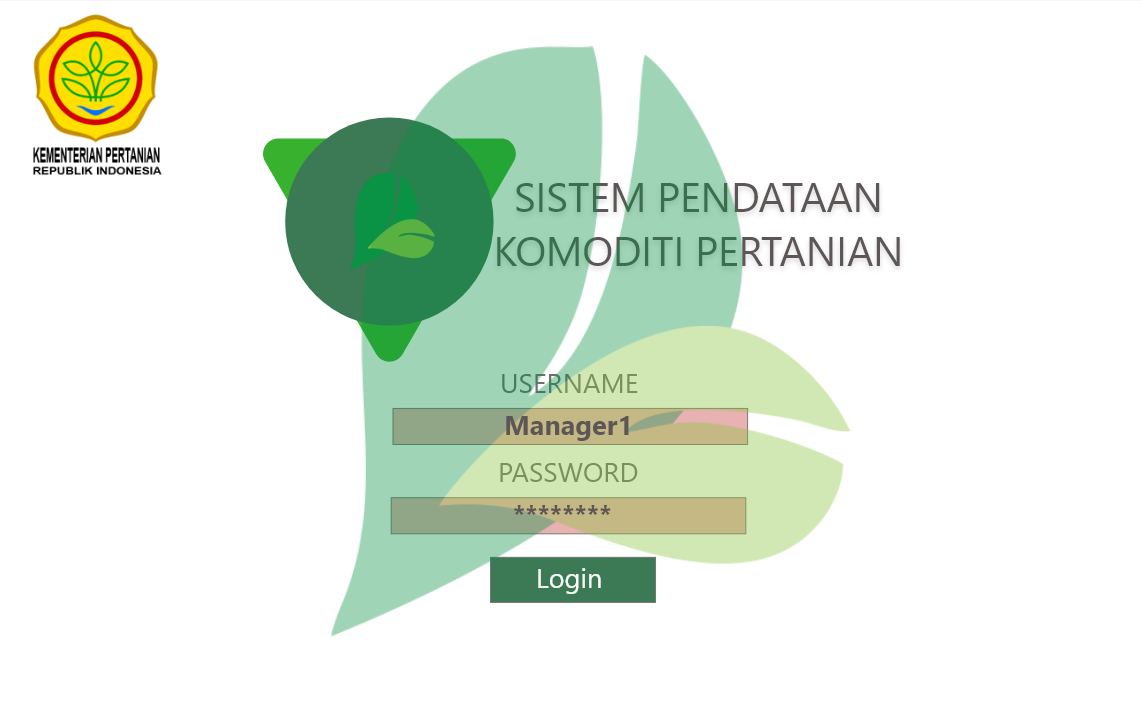 KEMENTERIAN PERTANIAN
REPUBLIK INDONESIA
SISTEM PENDATAAN
KOMODITI PERTANIAN
USERNAME
Manager1
PASSWORD
********
Login